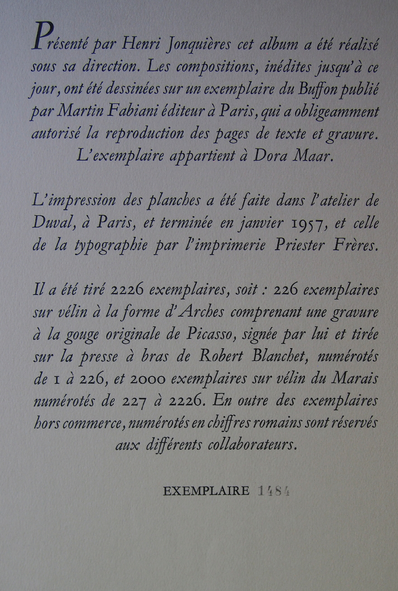 Présenté par Henri Jonquières cet album a été réalisé
sous sa direction. Les compositions, inédites jusqu'à ce
jour, ont été dessinées sur un exemplaire du Buffon publié
par Martin Fabiani éditeur à Paris, qui a obligeamment
autorisé la reproduction des pages de texte et gravure.
L'exemplaire appartient à Dora Maar.
L'impression des planches a été faite dans l'atelier de
Duval, à Paris, et terminée en janvier 1957, et celle
de la typographie par l'imprimerie Priester Frères.
Il a été tiré 2226 exemplaires, soit : 226 exemplaires
sur vélin à la forme d'Arches comprenant une gravure
à la gouge originale de Picasso, signée par lui et tirée
sur la presse à bras de Robert Blanchet, numérotés
de 1 à 226, et 2000 exemplaires sur vélin du Marais
numérotés de 227 à 2226. En outre des exemplaires
hors commerce, numérotés en chiffres romains sont réservés
aux différents collaborateurs.
EXEMPLAIRE 1484